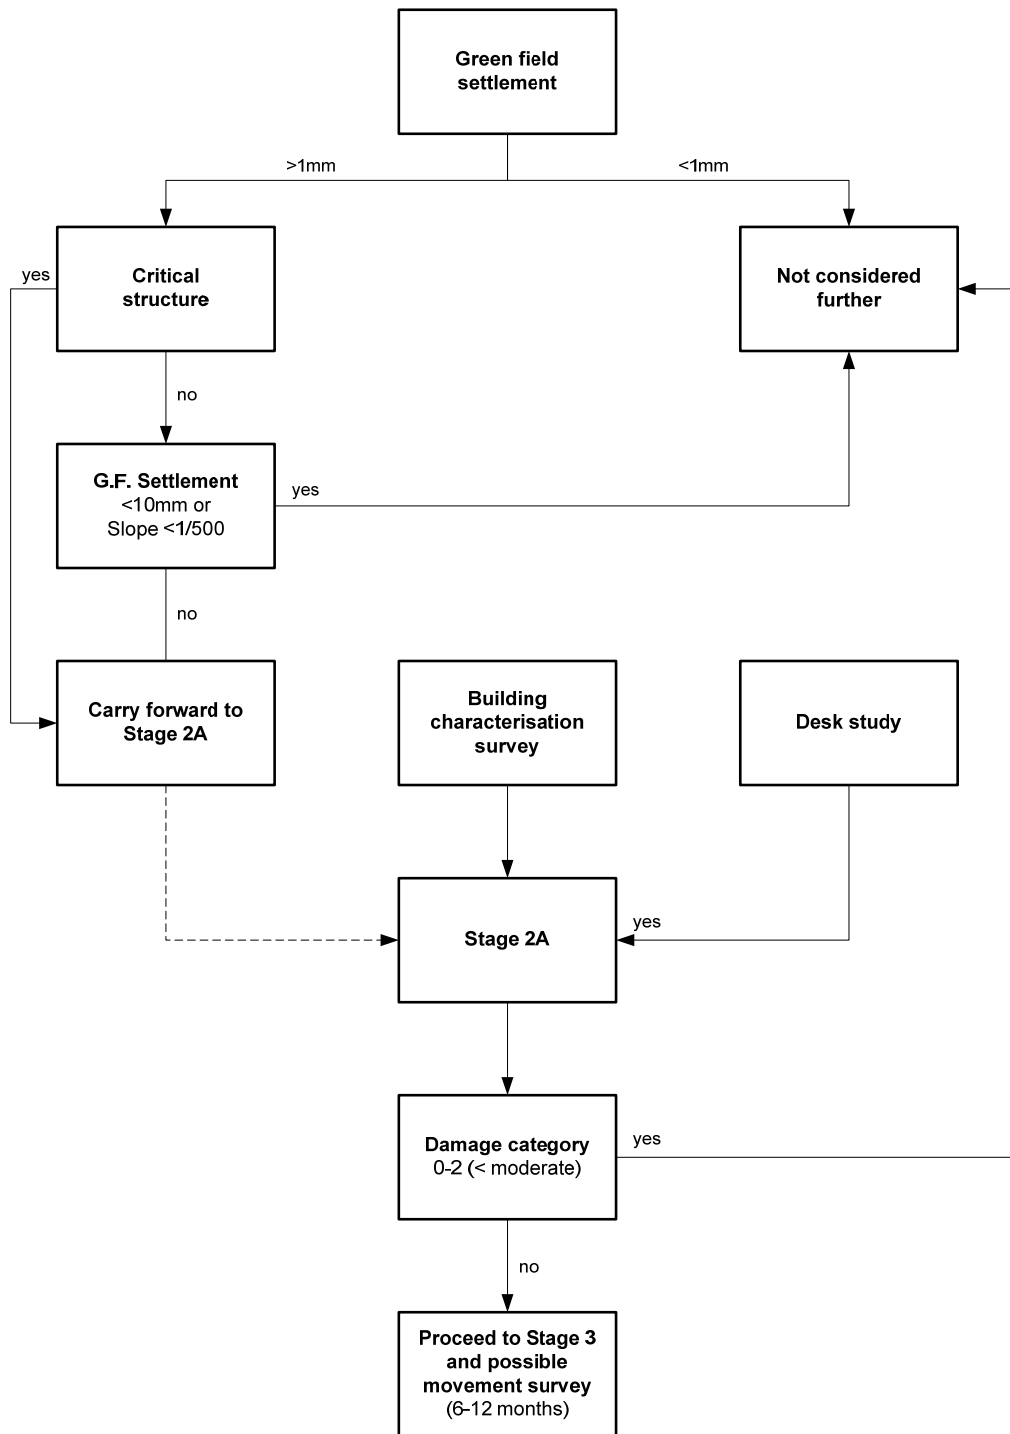 Green field
settlement
>1mm
<1mm
yes
Critical
structure
Not considered
further
no
G.F. Settlement
<10mm or
Slope <1/500
yes
no
Carry forward to
Stage 2A
Building
characterisation
survey
Desk study
Stage 2A
yes
Damage category
0-2 (< moderate)
yes
no
Proceed to Stage 3
and possible
movement survey
(6-12 months)